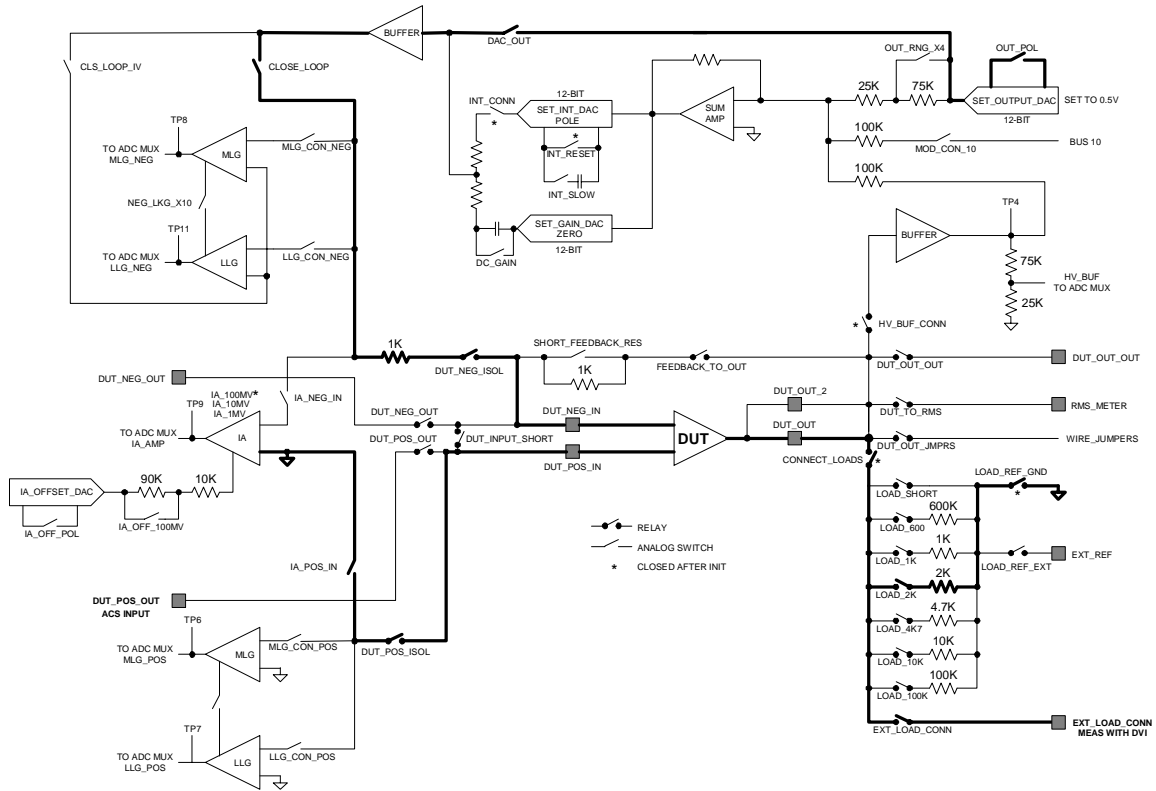 BUFFER
DAC_OUT
CLS_LOOP_IV
CLOSE_LOOP
OUT_RNG_X4
OUT_POL
25K
75K
SET_OUTPUT_DAC
SET TO 0.5V
12-BIT
INT_CONN
*
12-BIT
SET_INT_DAC
POLE
*
INT_RESET
INT_SLOW
SUM
AMP
100K
MOD_CON_10
BUS 10
100K
TP8
TO ADC MUX
MLG_NEG
MLG
MLG_CON_NEG
NEG_LKG_X10
TP11
TO ADC MUX
LLG_NEG
LLG
LLG_CON_NEG
SET_GAIN_DAC
ZERO
12-BIT
DC_GAIN
BUFFER
TP4
75K
HV_BUF
TO ADC MUX
25K
* HV_BUF_CONN
1K
DUT_NEG_ISOL
SHORT_FEEDBACK_RES
1K
FEEDBACK_TO_OUT
DUT_OUT_OUT
DUT_OUT_OUT
DUT_NEG_OUT
IA_100MV*
IA_10MV
IA_1MV
IA_NEG_IN
TP9
TO ADC MUX
IA_AMP
IA
DUT_NEG_OUT
DUT_POS_OUT
DUT_INPUT_SHORT
DUT_NEG_IN
DUT_POS_IN
DUT
DUT_OUT_2
DUT_OUT
DUT_TO_RMS
RMS_METER
DUT_OUT_JMPRS
WIRE_JUMPERS
CONNECT_LOADS
*
IA_OFFSET_DAC
90K
10K
IA_OFF_POL
IA_OFF_100MV
LOAD_SHORT
LOAD_REF_GND
*
600K
LOAD_600
1K
LOAD_1K
LOAD_REF_EXT
EXT_REF
2K
LOAD_2K
4.7K
LOAD_4K7
10K
LOAD_10K
100K
LOAD_100K
RELAY
ANALOG SWITCH
* CLOSED AFTER INIT
IA_POS_IN
DUT_POS_OUT
ACS INPUT
TP6
TO ADC MUX
MLG_POS
MLG
MLG_CON_POS
DUT_POS_ISOL
TP7
TO ADC MUX
LLG_POS
LLG
LLG_CON_POS
EXT_LOAD_CONN
EXT_LOAD_CONN
MEAS WITH DVI